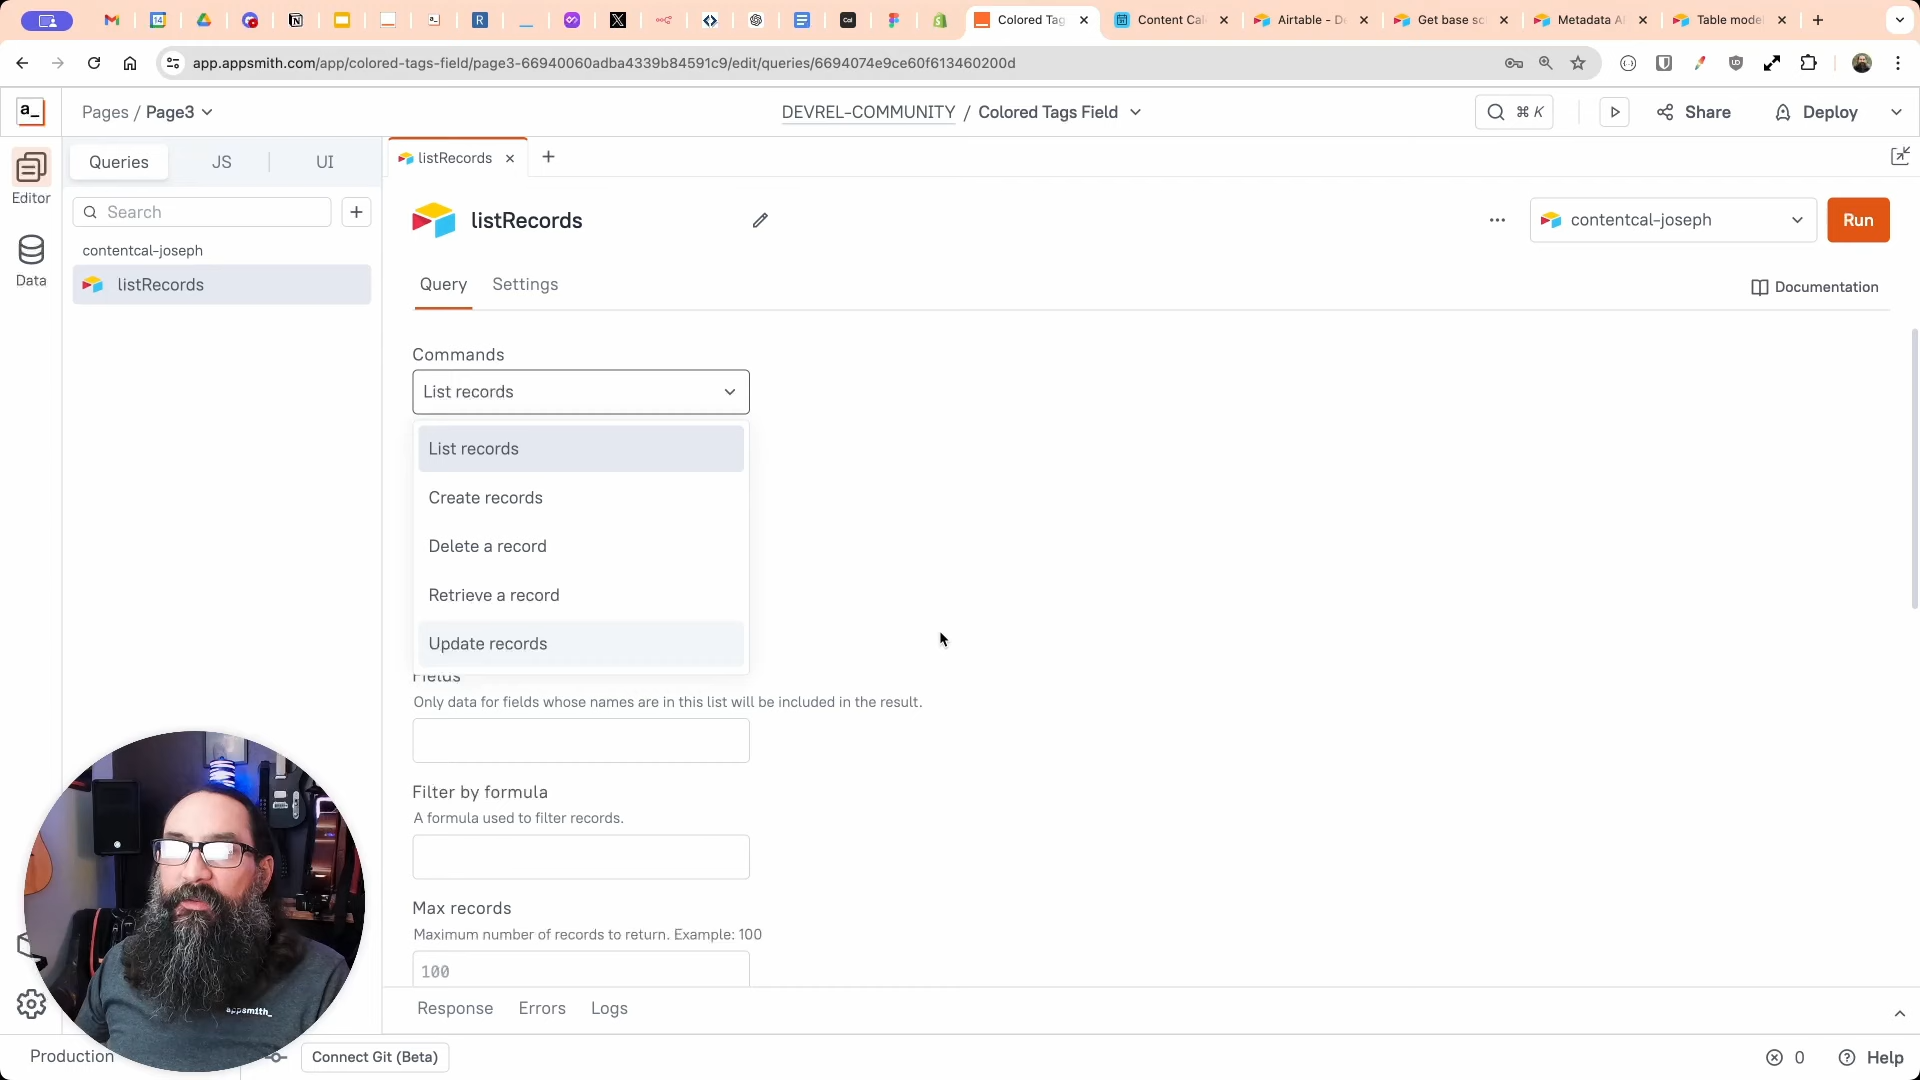 Colored Tag
Content Cal
Airtable - De
Get base sc
Metadata A
Table mode
app.appsmith.com/app/colored-tags-field/page3-66940060adba4339b84591c9/edit/queries/6694074e9ce60f613460200d
a_
Pages / Page3
DEVREL-COMMUNITY / Colored Tags Field
⌘ K
Share
Deploy
Editor
Data
Queries
JS
UI
Search
contentcal-joseph
listRecords
listRecords
listRecords
contentcal-joseph
Run
Query
Settings
Documentation
Commands
List records
List records
Create records
Delete a record
Retrieve a record
Update records
Fields
Only data for fields whose names are in this list will be included in the result.
Filter by formula
A formula used to filter records.
Max records
Maximum number of records to return. Example: 100
100
Response
Errors
Logs
appsmith_
Production
Connect Git (Beta)
0
Help